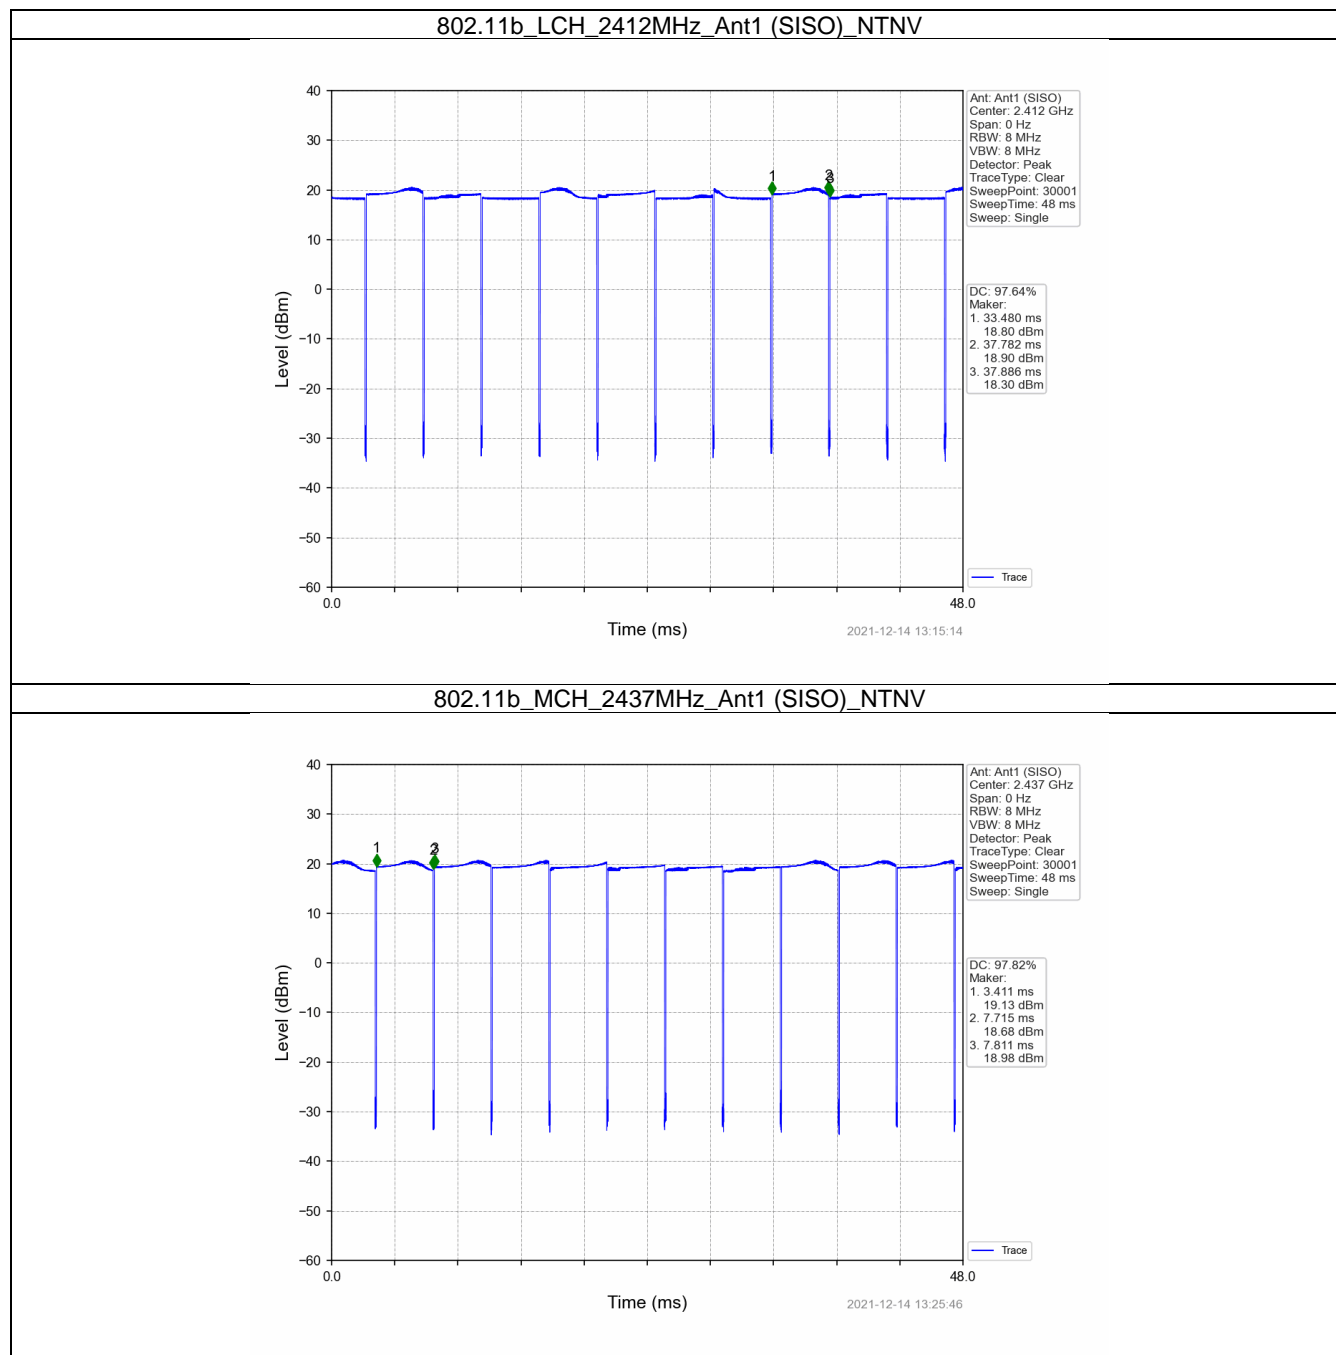 802.11b_LCH_2412MHz_Ant1 (SISO)_NTNV
40
30
20
10
0
−10
−20
−30
−40
−50
−60
Level (dBm)
0.0
48.0
Time (ms)
2021-12-14 13:15:14
1
2
3
Ant: Ant1 (SISO)
Center: 2.412 GHz
Span: 0 Hz
RBW: 8 MHz
VBW: 8 MHz
Detector: Peak
TraceType: Clear
SweepPoint: 30001
SweepTime: 48 ms
Sweep: Single
DC: 97.64%
Maker:
1. 33.480 ms
18.80 dBm
2. 37.782 ms
18.90 dBm
3. 37.886 ms
18.30 dBm
Trace
802.11b_MCH_2437MHz_Ant1 (SISO)_NTNV
40
30
20
10
0
−10
−20
−30
−40
−50
−60
Level (dBm)
0.0
48.0
Time (ms)
2021-12-14 13:25:46
1
2
3
Ant: Ant1 (SISO)
Center: 2.437 GHz
Span: 0 Hz
RBW: 8 MHz
VBW: 8 MHz
Detector: Peak
TraceType: Clear
SweepPoint: 30001
SweepTime: 48 ms
Sweep: Single
DC: 97.82%
Maker:
1. 3.411 ms
19.13 dBm
2. 7.715 ms
18.68 dBm
3. 7.811 ms
18.98 dBm
Trace